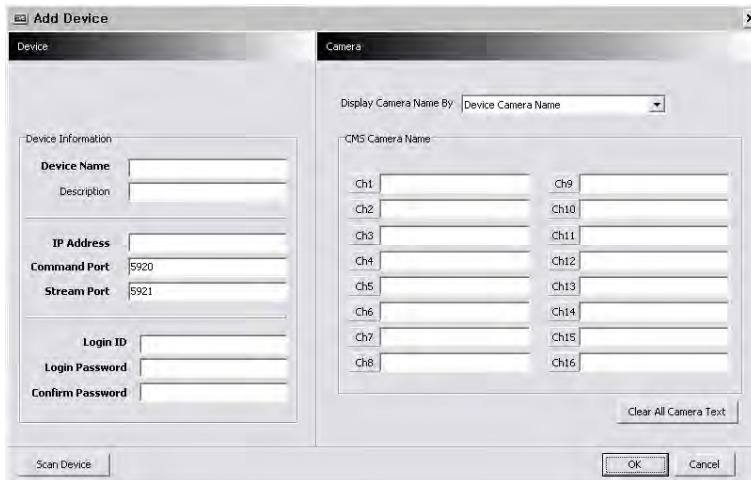 Add Device
Device
Camera
Display Camera Name By Device Camera Name
Device Information
Device Name
Description
IP Address
Command Port 5920
Stream Port 5921
Login ID
Login Password
Confirm Password
CMS Camera Name
Ch1
Ch2
Ch3
Ch4
Ch5
Ch6
Ch7
Ch8
Ch9
Ch10
Ch11
Ch12
Ch13
Ch14
Ch15
Ch16
Clear All Camera Text
Scan Device
OK
Cancel